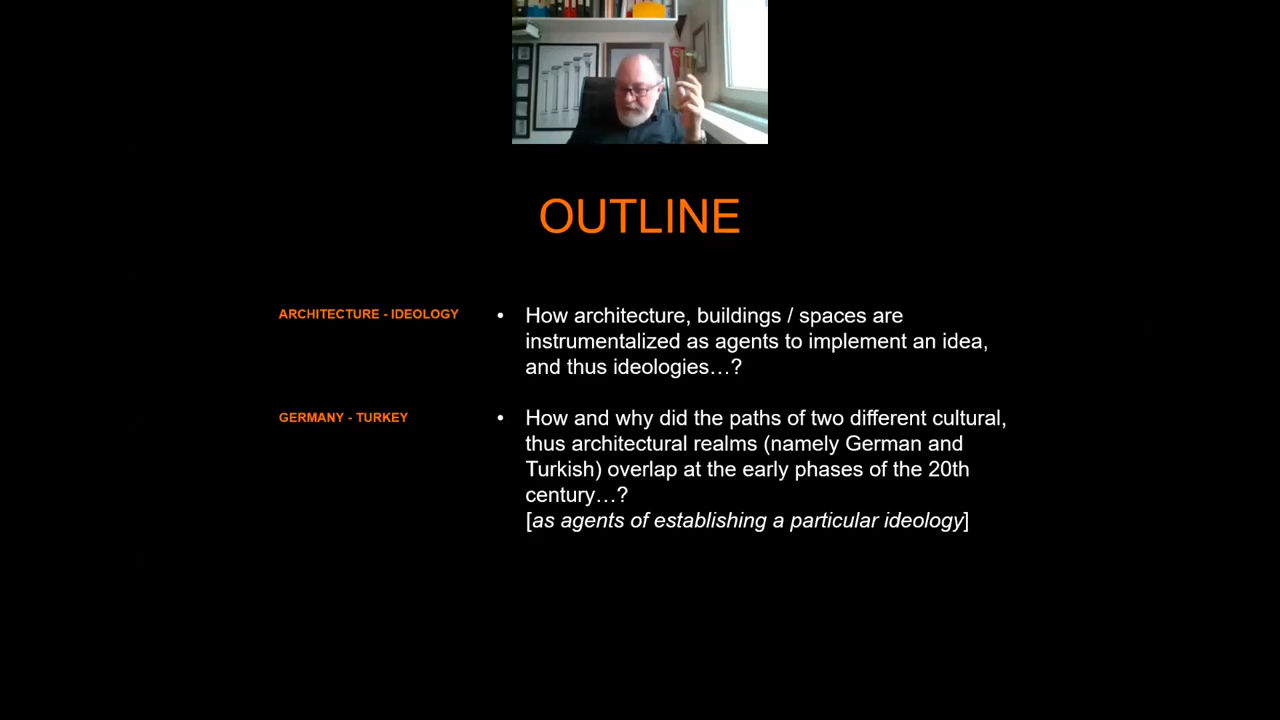 OUTLINE
ARCHITECTURE - IDEOLOGY
• How architecture, buildings / spaces are
instrumentalized as agents to implement an idea,
and thus ideologies…?
GERMANY - TURKEY
• How and why did the paths of two different cultural,
thus architectural realms (namely German and
Turkish) overlap at the early phases of the 20th
century…?
[as agents of establishing a particular ideology]